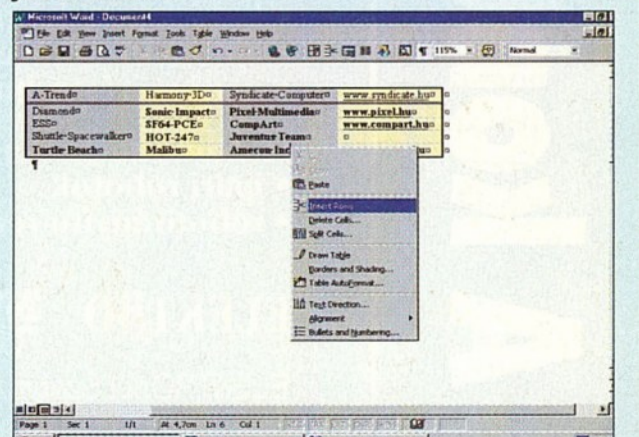 Microsoft Word - Document4
File Edit View Insert Format Tools Table Window Help
115% Normal
A-Trend¤ Harmony·3D¤ Syndicate·Computer¤ www.syndicate.hu¤ ¤
Diamond¤ Sonic·Impact¤ Pixel·Multimedia¤ www.pixel.hu¤ ¤
ESS¤ SF64-PCE¤ CompArt¤ www.compart.hu¤ ¤
Shuttle·Spacewalker¤ HOT-247¤ Juventus·Team¤ ¤
Turtle·Beach¤ Malibu¤ Amecon·Ind hu¤ ¤
¶
Paste
Insert Rows
Delete Cells...
Split Cells...
Draw Table
Borders and Shading...
Table AutoFormat...
Text Direction...
Alignment
Bullets and Numbering...
Page 1 Sec 1 1/1 At 4,7cm Ln 6 Col 1